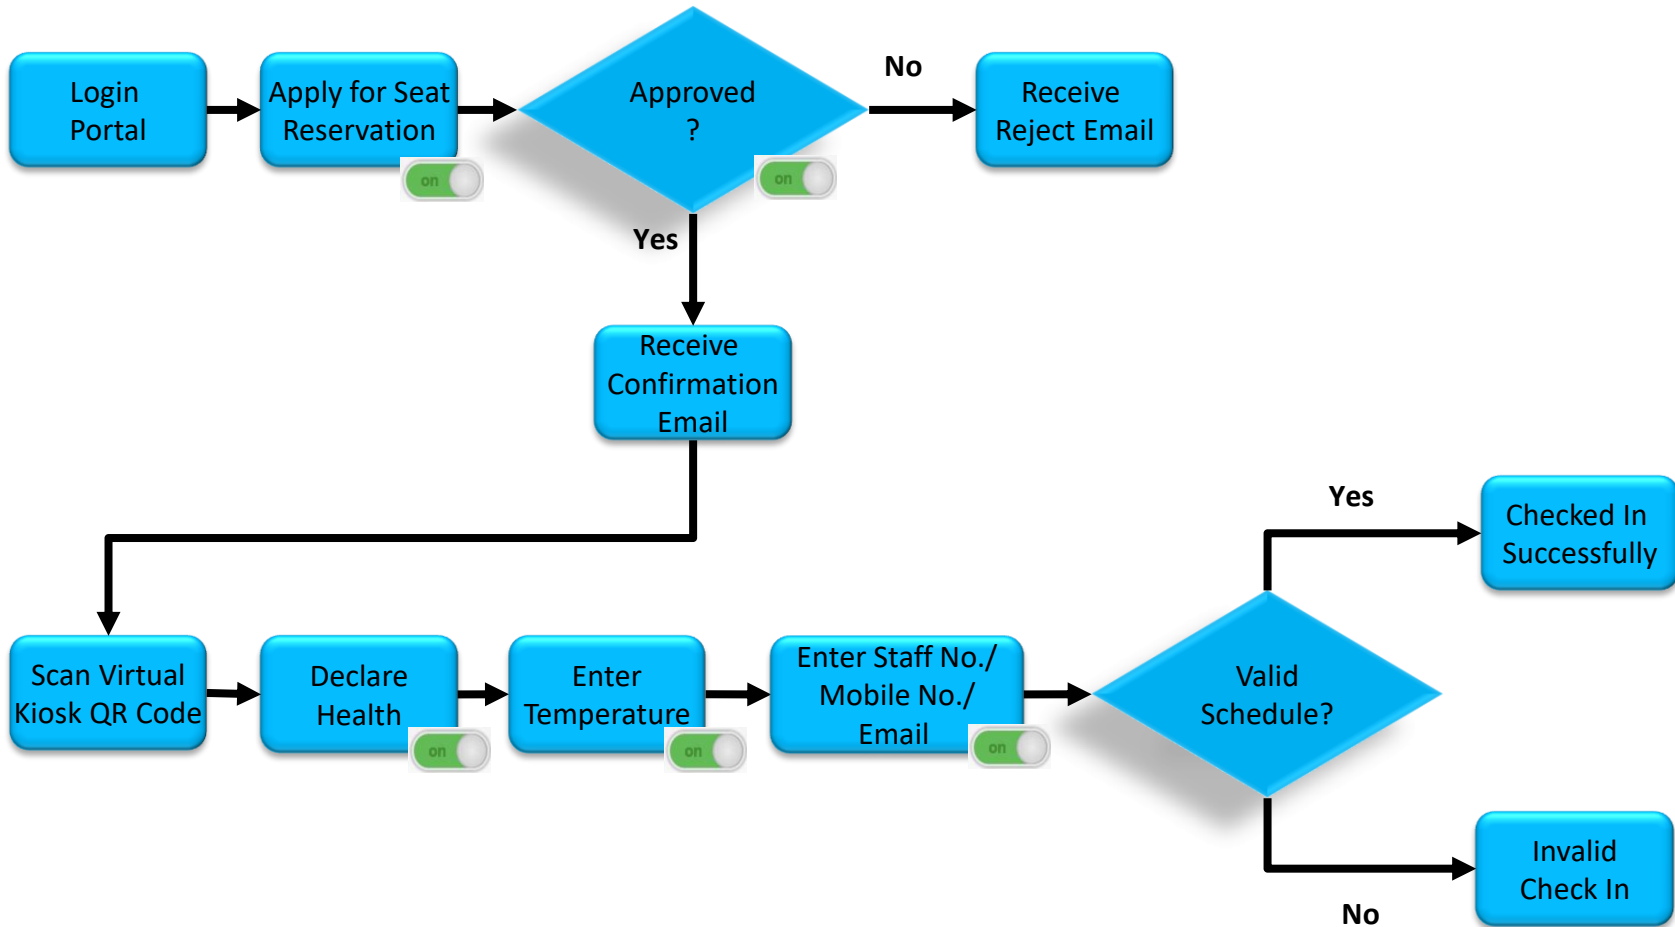 Login
Portal
Apply for Seat
Reservation
on
Approved
?
on
No
Receive
Reject Email
Yes
Receive
Confirmation
Email
Scan Virtual
Kiosk QR Code
Declare
Health
on
Enter
Temperature
on
Enter Staff No./
Mobile No./
Email
on
Valid
Schedule?
Yes
Checked In
Successfully
No
Invalid
Check In